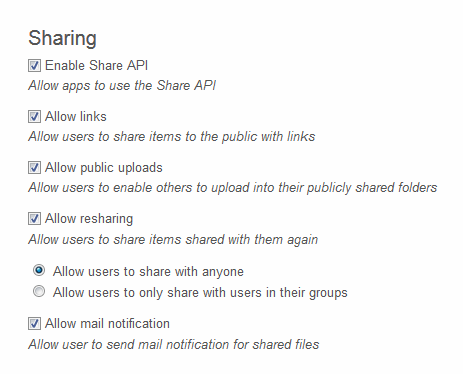 Sharing
Enable Share API
Allow apps to use the Share API
Allow links
Allow users to share items to the public with links
Allow public uploads
Allow users to enable others to upload into their publicly shared folders
Allow resharing
Allow users to share items shared with them again
Allow users to share with anyone
Allow users to only share with users in their groups
Allow mail notification
Allow user to send mail notification for shared files